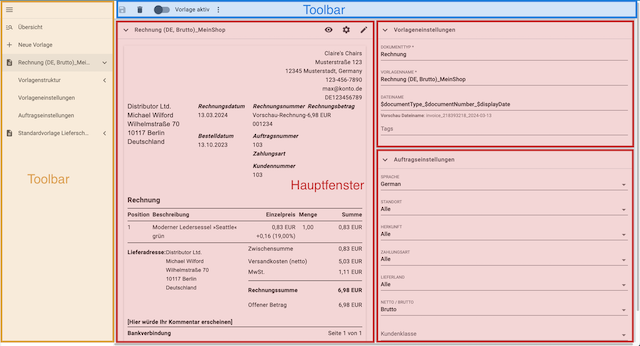 Vorlage aktiv
Toolbar
Übersicht
Neue Vorlage
Rechnung (DE, Brutto)_Mei...
Vorlagenstruktur
Vorlageneinstellungen
Auftragseinstellungen
Standardvorlage Liefersch...
Toolbar
Rechnung (DE, Brutto)_MeinShop
Claire's Chairs
Musterstraße 123
12345 Musterstadt, Germany
123-456-7890
max@konto.de
DE123456789
Distributor Ltd.
Michael Wilford
Wilhelmstraße 70
10117 Berlin
Deutschland
Rechnungsdatum
13.03.2024
Bestelldatum
13.10.2023
Rechnungsnummer Rechnungsbetrag
Vorschau-Rechnung-6,98 EUR
001234
Auftragsnummer
103
Zahlungsart
Kundennummer
103
Hauptfenster
Rechnung
Position Beschreibung Einzelpreis Menge Summe
1 Moderner Ledersessel »Seattle« 0,83 EUR 1,00 0,83 EUR
grün +0,16 (19,00%)
Lieferadresse: Distributor Ltd.
Michael Wilford
Wilhelmstraße 70
10117 Berlin
Deutschland
Zwischensumme 0,83 EUR
Versandkosten (netto) 5,03 EUR
MwSt. 1,11 EUR
Rechnungssumme 6,98 EUR
Offener Betrag 6,98 EUR
[Hier würde Ihr Kommentar erscheinen]
Bankverbindung Seite 1 von 1
Vorlageneinstellungen
DOKUMENTTYP *
Rechnung
VORLAGENNAME *
Rechnung (DE, Brutto)_MeinShop
DATEINAME
$documentType_$documentNumber_$displayDate
Vorschau Dateiname: invoice_218393218_2024-03-13
Tags
Auftragseinstellungen
SPRACHE
German
STANDORT
Alle
HERKUNFT
Alle
ZAHLUNGSART
Alle
LIEFERLAND
Alle
NETTO / BRUTTO
Brutto
Kundenklasse